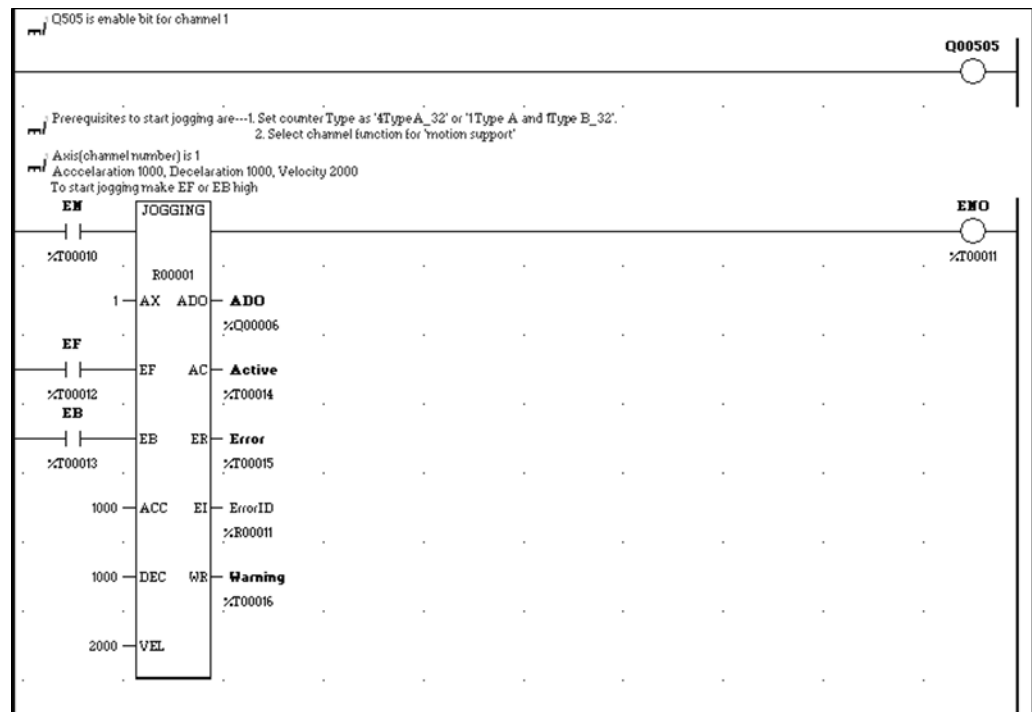 Q505 is enable bit for channel 1
Q00505
Prerequisites to start jogging are---1. Set counter Type as '4TypeA_32' or '1Type A and 1Type B_32'.
2. Select channel function for 'motion support'
Axis(channel number) is 1
Acccelaration 1000, Decelaration 1000, Velocity 2000
To start jogging make EF or EB high
EN JOGGING ENO
%T00010 %T00011
R00001
1 AX ADO ADO
%Q00006
EF
EF AC Active
%T00012 %T00014
EB
EB ER Error
%T00013 %T00015
1000 ACC EI ErrorID
%R00011
1000 DEC WR Warning
%T00016
2000 VEL